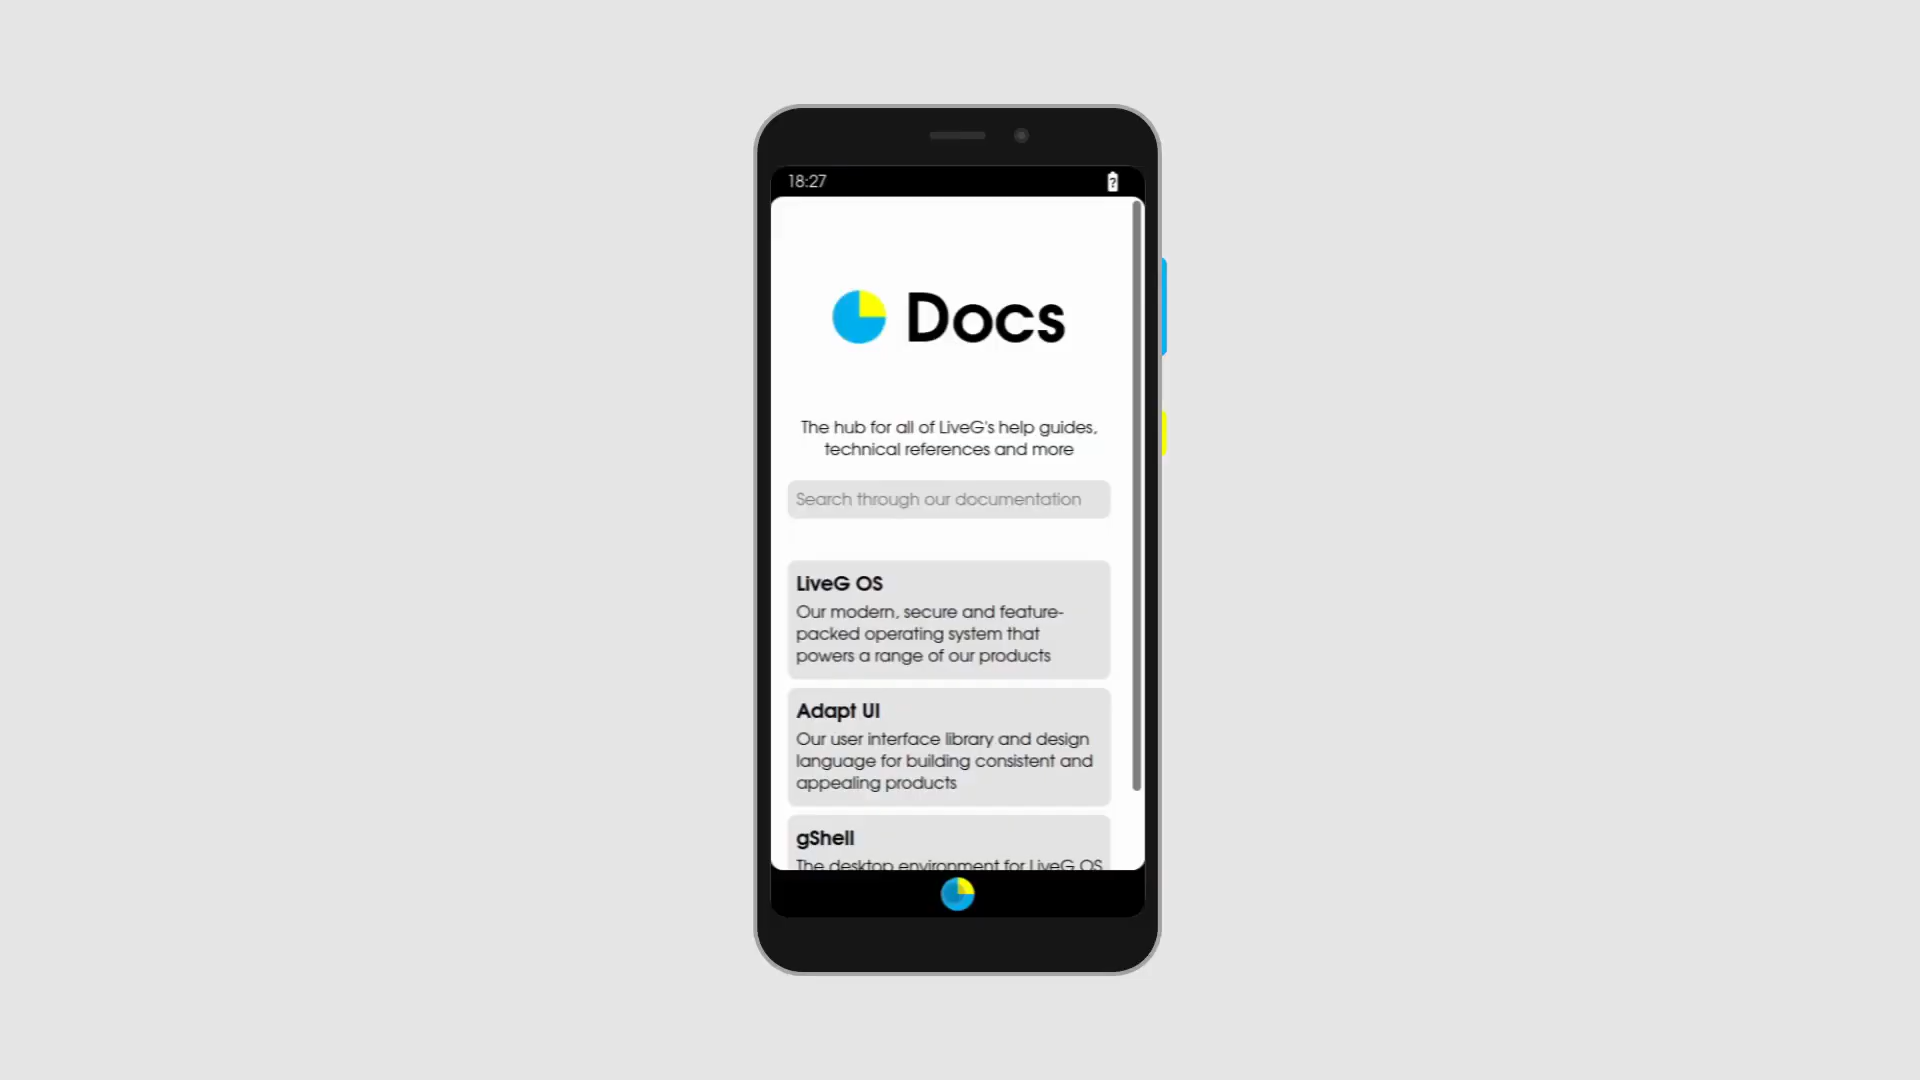 18:27
Docs
The hub for all of LiveG's help guides,
technical references and more
Search through our documentation
LiveG OS
Our modern, secure and feature-
packed operating system that
powers a range of our products
Adapt UI
Our user interface library and design
language for building consistent and
appealing products
gShell
The desktop environment for LiveG OS